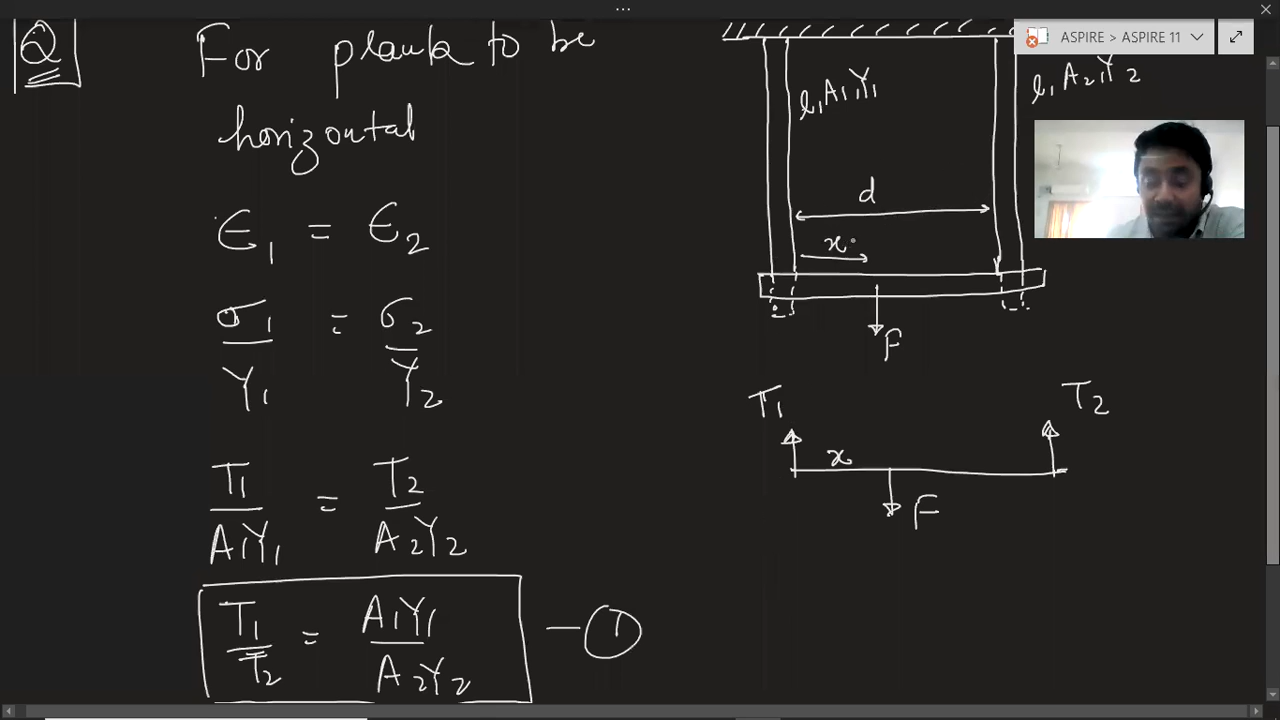 Q
For plank to be
horizontal
ϵ₁ = ϵ₂
σ₁/Y₁ = σ₂/Y₂
T₁/A₁Y₁ = T₂/A₂Y₂
T₁/T₂ = A₁Y₁/A₂Y₂ — ①
ASPIRE > ASPIRE 11
l, A₁, Y₁
l, A₂, Y₂
d
x
F
T₁
T₂
x
F